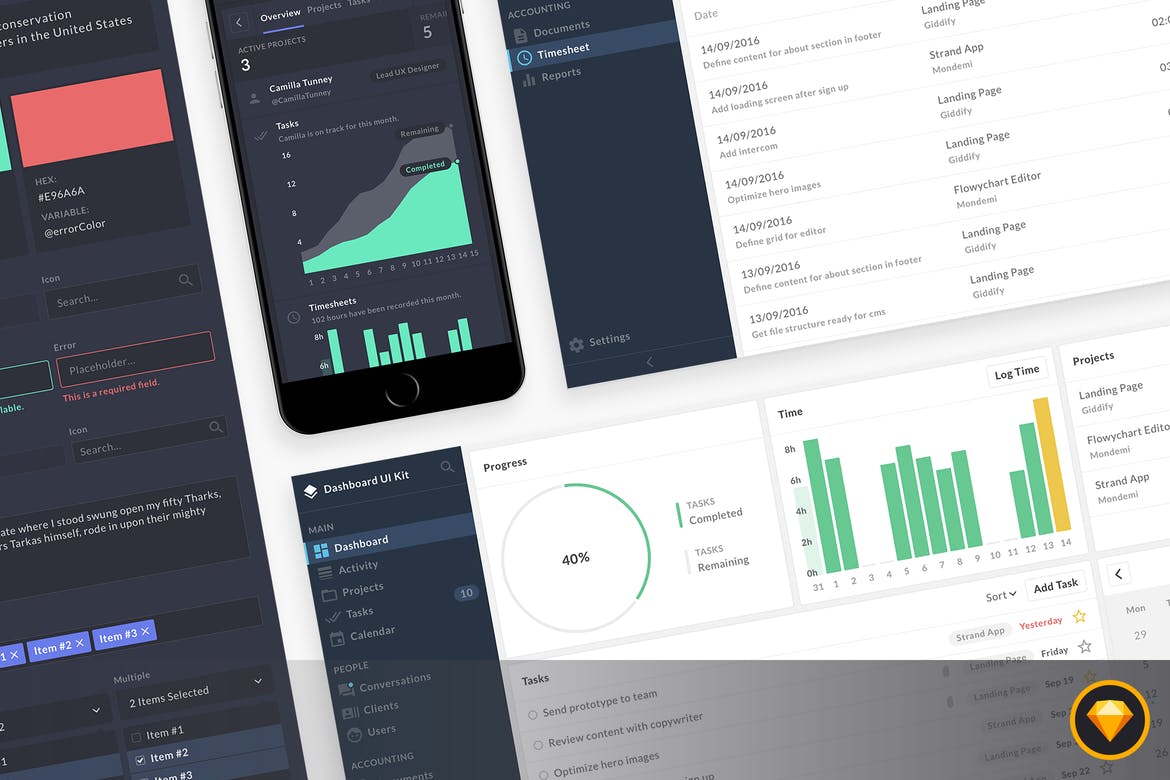 conservation
ers in the United States
HEX:
#E96A6A
VARIABLE:
@errorColor
Icon
Search...
Error
Placeholder...
This is a required field.
Icon
Search...
ate where I stood swung open my fifty Tharks,
rs Tarkas himself, rode in upon their mighty
Item #2 ×
Item #3 ×
Multiple
2 Items Selected
Item #1
Item #2
Item #3
Overview
Projects
Tasks
ACTIVE PROJECTS
3
5
Camilla Tunney
@CamillaTunney
Lead UX Designer
Tasks
Camilla is on track for this month.
Remaining
Completed
16
12
8
4
1 2 3 4 5 6 7 8 9 10 11 12 13 14 15
Timesheets
102 hours have been recorded this month.
8h
6h
ACCOUNTING
Documents
Timesheet
Reports
Settings
Date
Landing Page
Giddify
14/09/2016
Define content for about section in footer
Strand App
Mondemi
14/09/2016
Add loading screen after sign up
Landing Page
Giddify
14/09/2016
Add intercom
Landing Page
Giddify
14/09/2016
Optimize hero images
Flowychart Editor
Mondemi
14/09/2016
Define grid for editor
Landing Page
Giddify
13/09/2016
Define content for about section in footer
Landing Page
Giddify
13/09/2016
Get file structure ready for cms
Dashboard UI Kit
MAIN
Dashboard
Activity
Projects
Tasks
10
Calendar
PEOPLE
Conversations
Clients
Users
ACCOUNTING
Progress
40%
TASKS
Completed
TASKS
Remaining
Time
Log Time
8h
6h
4h
2h
0h
31 1 2 3 4 5 6 7 8 9 10 11 12 13 14
Projects
Landing Page
Giddify
Flowychart Edito
Mondemi
Strand App
Mondemi
Sort
Add Task
Mon
29
5
12
26
Tasks
Strand App
Yesterday
Send prototype to team
Landing Page
Friday
Review content with copywriter
Landing Page
Sep 19
Optimize hero images
Strand App
Sep
Landing Page
Sep
Sep 22